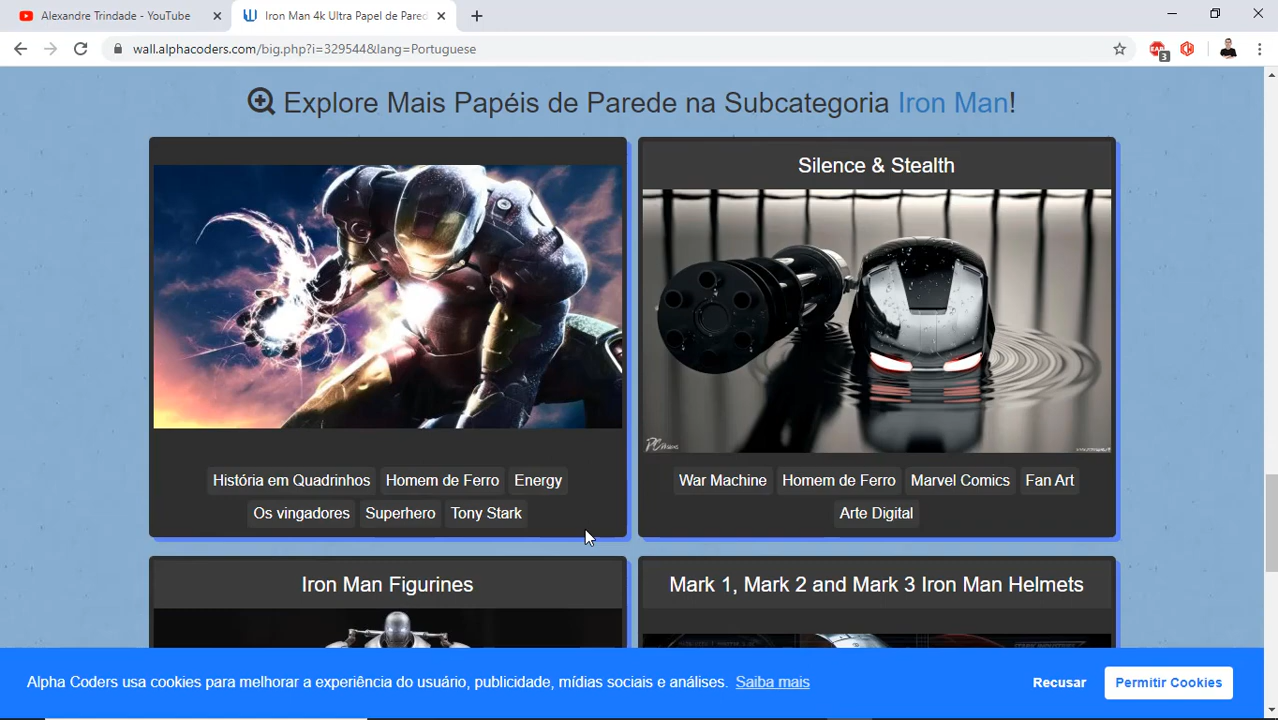 Alexandre Trindade - YouTube
Iron Man 4k Ultra Papel de Pared
wall.alphacoders.com/big.php?i=329544&lang=Portuguese
3
Explore Mais Papéis de Parede na Subcategoria Iron Man!
Silence & Stealth
História em Quadrinhos Homem de Ferro Energy
Os vingadores Superhero Tony Stark
War Machine Homem de Ferro Marvel Comics Fan Art
Arte Digital
Iron Man Figurines
Mark 1, Mark 2 and Mark 3 Iron Man Helmets
Alpha Coders usa cookies para melhorar a experiência do usuário, publicidade, mídias sociais e análises. Saiba mais
Recusar
Permitir Cookies